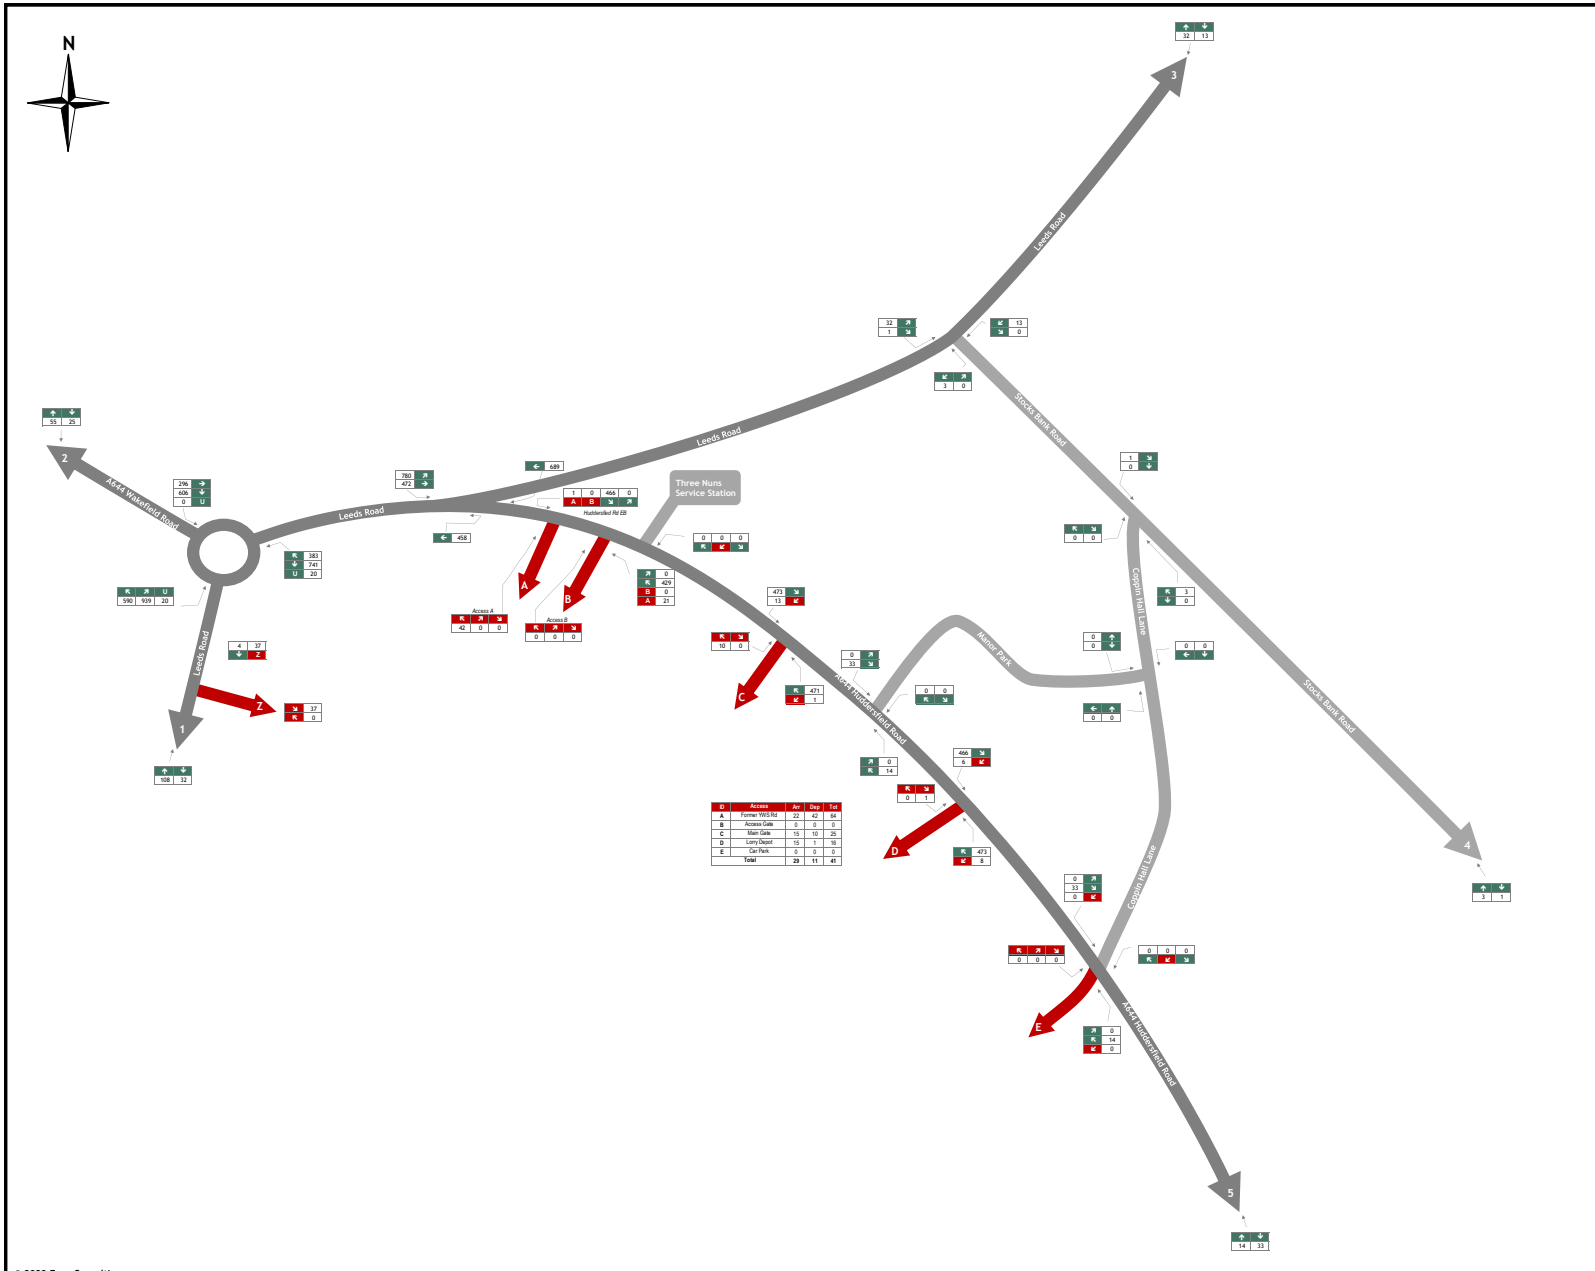 N
32 13
3
Leeds Road
32
1
13
0
3 0
Stocks Bank Road
Leeds Road
55 25
2
A644 Wakefield Road
296
606
0 U
780
472
689
1 0 466 0
A B
Huddersfield Rd EB
Three Nuns
Service Station
1
0
Leeds Road
458
383
741
U 20
0 0 0
0 0
U
590 939 20
A
B
0
429
B 0
A 21
473
13
Coppin Hall Lane
3
0
Access A
42 0 0
Access B
0 0 0
10 0
Manor Park
0
0
0 0
Leeds Road
4 37
Z
0
33
C
471
1
0 0
A644 Huddersfield Road
0 0
Stocks Bank Road
Z
37
0
1
108 32
0
14
466
6
0 1
ID Access Arr Dep Tot
A Former YWS Rd 22 42 64
B Access Gate 0 0 0
C Main Gate 15 10 25
D Lorry Depot 15 1 16
E Car Park 0 0 0
Total 29 11 41
D
473
8
4
Coppin Hall Lane
0
33
0
3 1
0 0 0
0 0 0
E
0
14
0
A644 Huddersfield Road
5
14 33